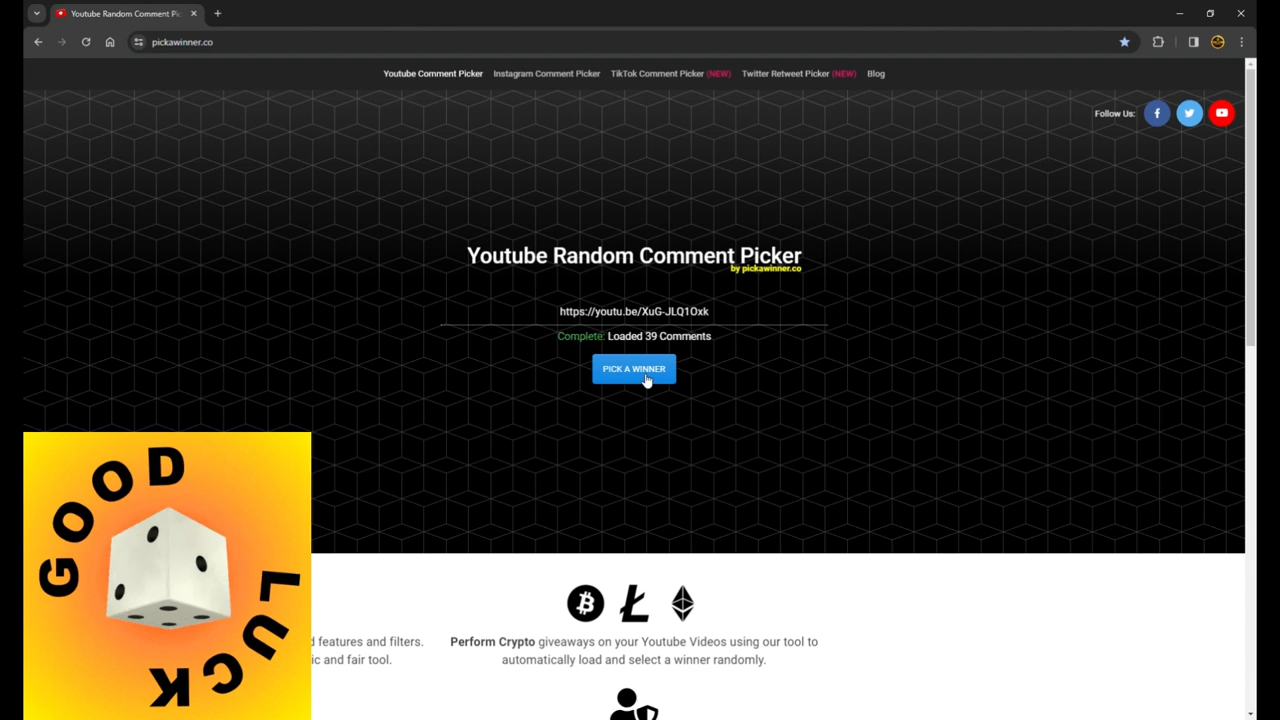 Youtube Random Comment Pic
pickawinner.co
Youtube Comment Picker Instagram Comment Picker TikTok Comment Picker (NEW) Twitter Retweet Picker (NEW) Blog
Follow Us:
Youtube Random Comment Picker
by pickawinner.co
https://youtu.be/XuG-JLQ1Oxk
Complete: Loaded 39 Comments
PICK A WINNER
GOOD
LUCK
d features and filters.
ic and fair tool.
Perform Crypto giveaways on your Youtube Videos using our tool to
automatically load and select a winner randomly.